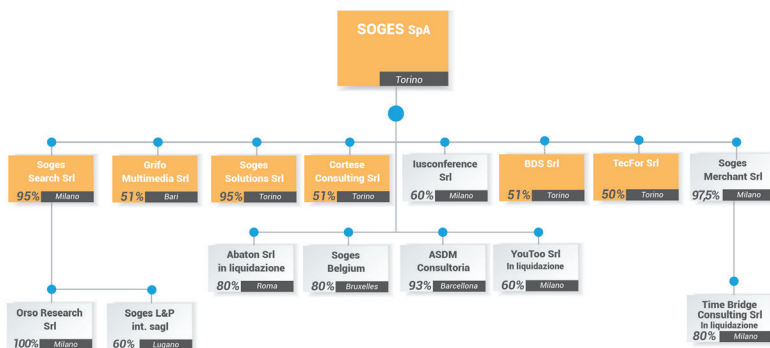 SOGES SpA
Torino
Soges
Search Srl
95% Milano
Grifo
Multimedia Srl
51% Bari
Soges
Solutions Srl
95% Torino
Cortese
Consulting Srl
51% Torino
Iusconference
Srl
60% Milano
BDS Srl
51% Torino
TecFor Srl
50% Torino
Soges
Merchant Srl
97,5% Milano
Abaton Srl
in liquidazione
80% Roma
Soges
Belgium
80% Bruxelles
ASDM
Consultoria
93% Barcellona
YouToo Srl
In liquidazione
60% Milano
Orso Research
Srl
100% Milano
Soges L&P
int. sagl
60% Lugano
Time Bridge
Consulting Srl
In liquidazione
80% Milano